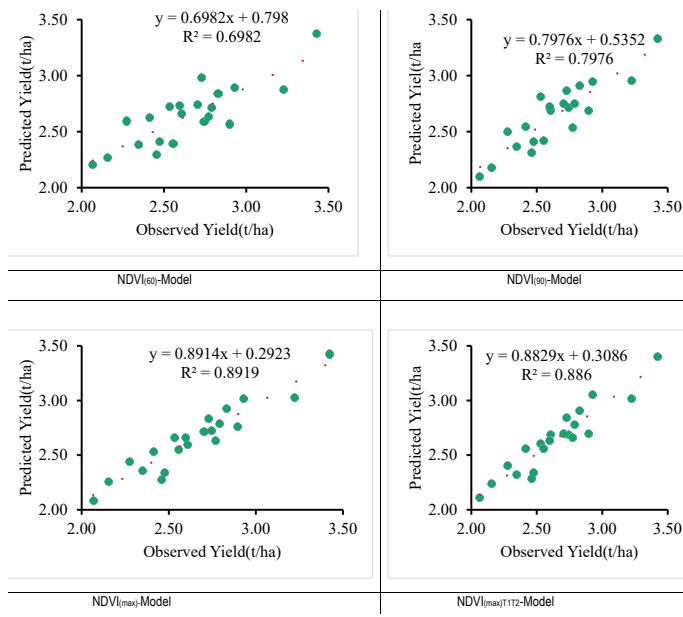 y = 0.6982x + 0.798
R² = 0.6982
Predicted Yield(t/ha)
3.50
3.00
2.50
2.00
2.00 2.50 3.00 3.50
Observed Yield(t/ha)
NDVI(60)-Model
y = 0.7976x + 0.5352
R² = 0.7976
Predicted Yield(t/ha)
3.50
3.00
2.50
2.00
2.00 2.50 3.00 3.50
Observed Yield(t/ha)
NDVI(90)-Model
y = 0.8914x + 0.2923
R² = 0.8919
Predicted Yield(t/ha
3.50
3.00
2.50
2.00
2.00 2.50 3.00 3.50
Observed Yield(t/ha)
NDVI(max)-Model
y = 0.8829x + 0.3086
R² = 0.886
Predicted Yiel(t/ha)
3.50
3.00
2.50
2.00
2.00 2.50 3.00 3.50
Observed Yield(t/ha)
NDVI(max)T1T2-Model